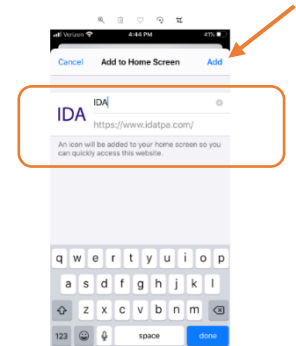 Verizon 4:44 PM 41%
Cancel Add to Home Screen Add
IDA
IDA
https://www.idatpa.com/
An icon will be added to your home screen so you
can quickly access this website.
q w e r t y u i o p
a s d f g h j k l
z x c v b n m
123 space done